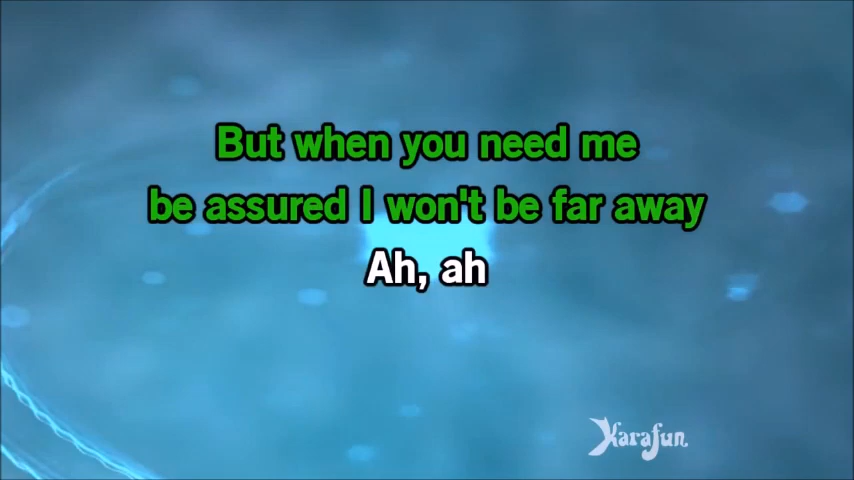 But when you need me
be assured I won't be far away
Ah, ah
Karafun